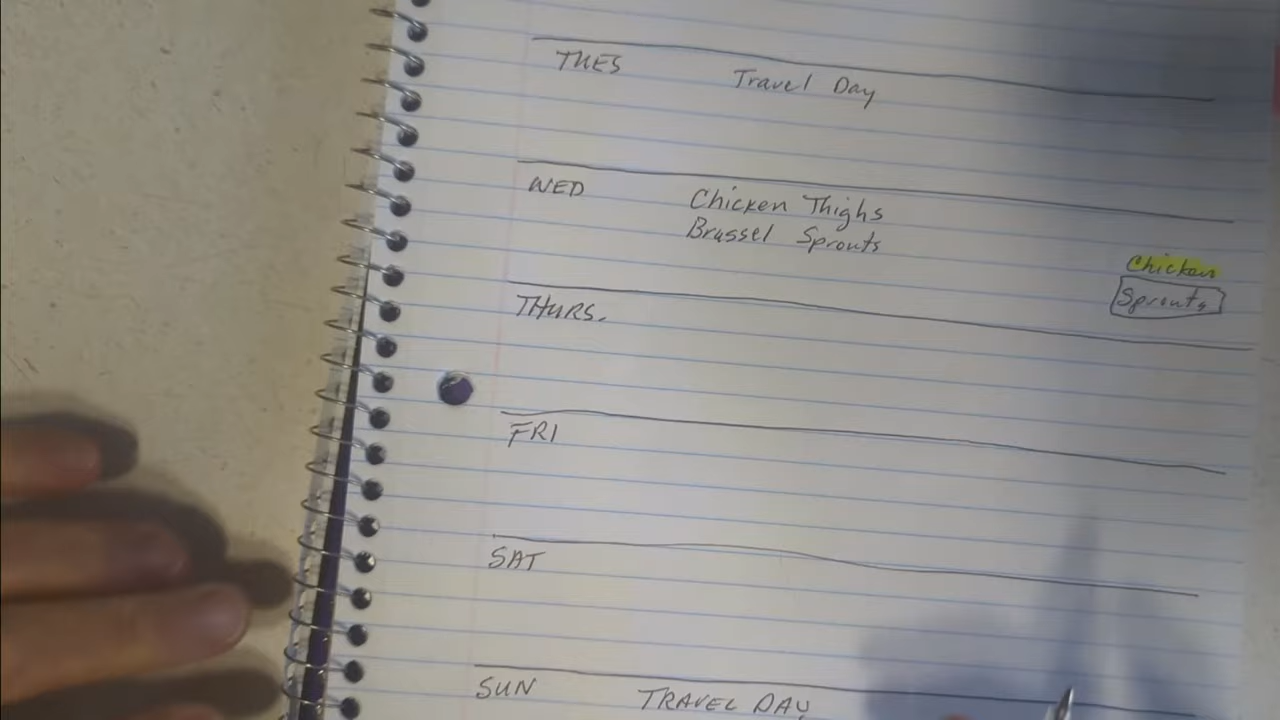 TUES Travel Day
WED Chicken Thighs
Brussel Sprouts
Chicken
Sprouts
THURS.
FRI
SAT
SUN TRAVEL DAY